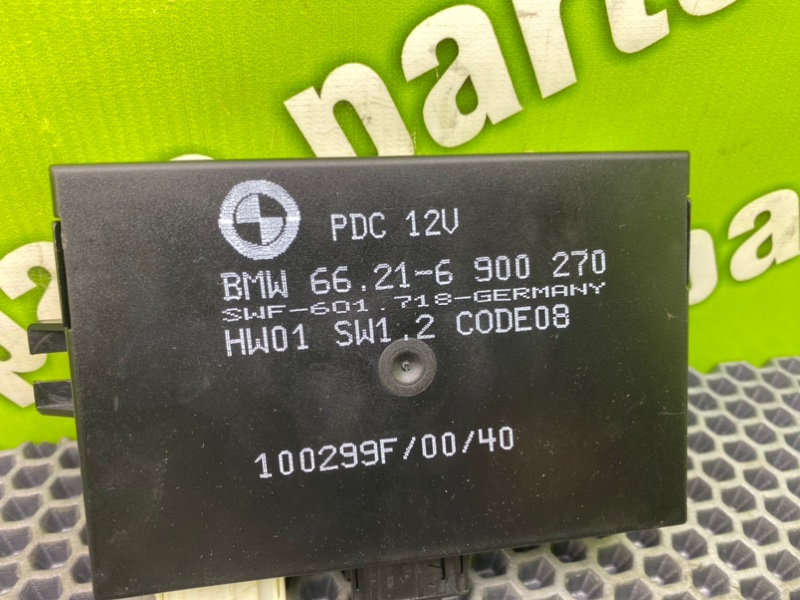 PDC 12V
BMW 66.21-6 900 270
SWF-601.718-GERMANY
HW01 SW1.2 CODE08
100299F/00/40